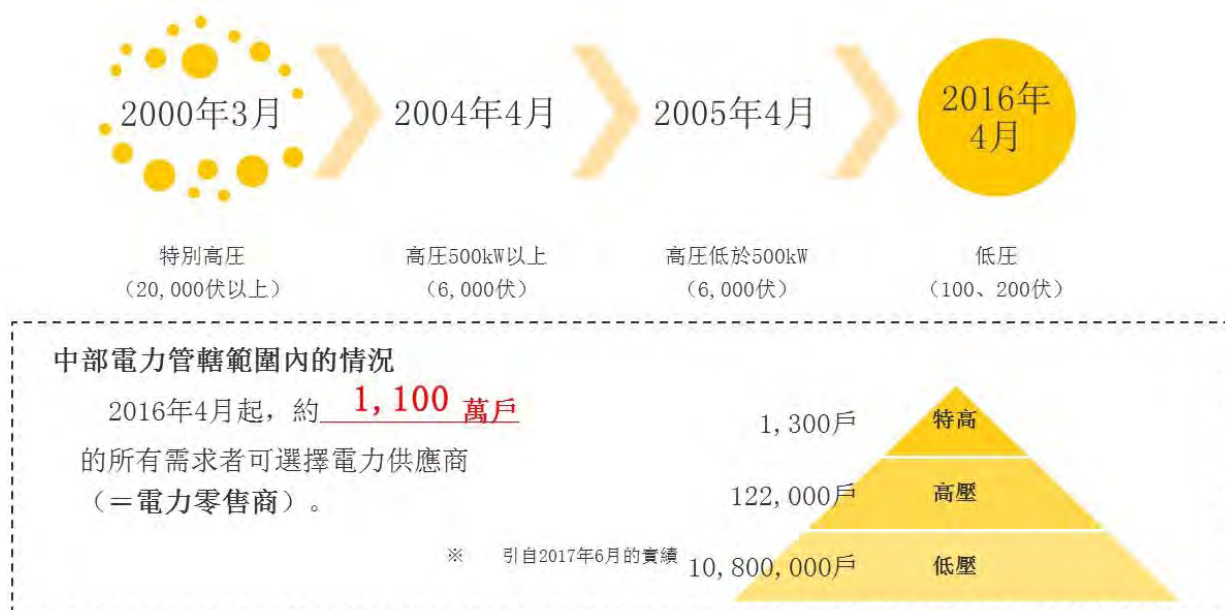 2000年3月
2004年4月
2005年4月
2016年
4月
特別高圧
(20,000伏以上)
高圧500kW以上
(6,000伏)
高圧低於500kW
(6,000伏)
低圧
(100、200伏)
中部電力管轄範圍內的情況
2016年4月起，約 1,100 萬戶
的所有需求者可選擇電力供應商
(＝電力零售商)。
※ 引自2017年6月的實績
1,300戶 特高
122,000戶 高壓
10,800,000戶 低壓